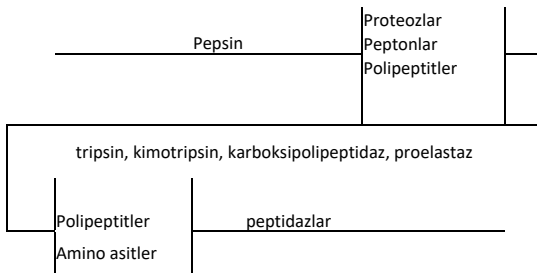 Proteozlar
Pepsin
Peptonlar
Polipeptitler
tripsin, kimotripsin, karboksipolipeptidaz, proelastaz
Polipeptitler
peptidazlar
Amino asitler